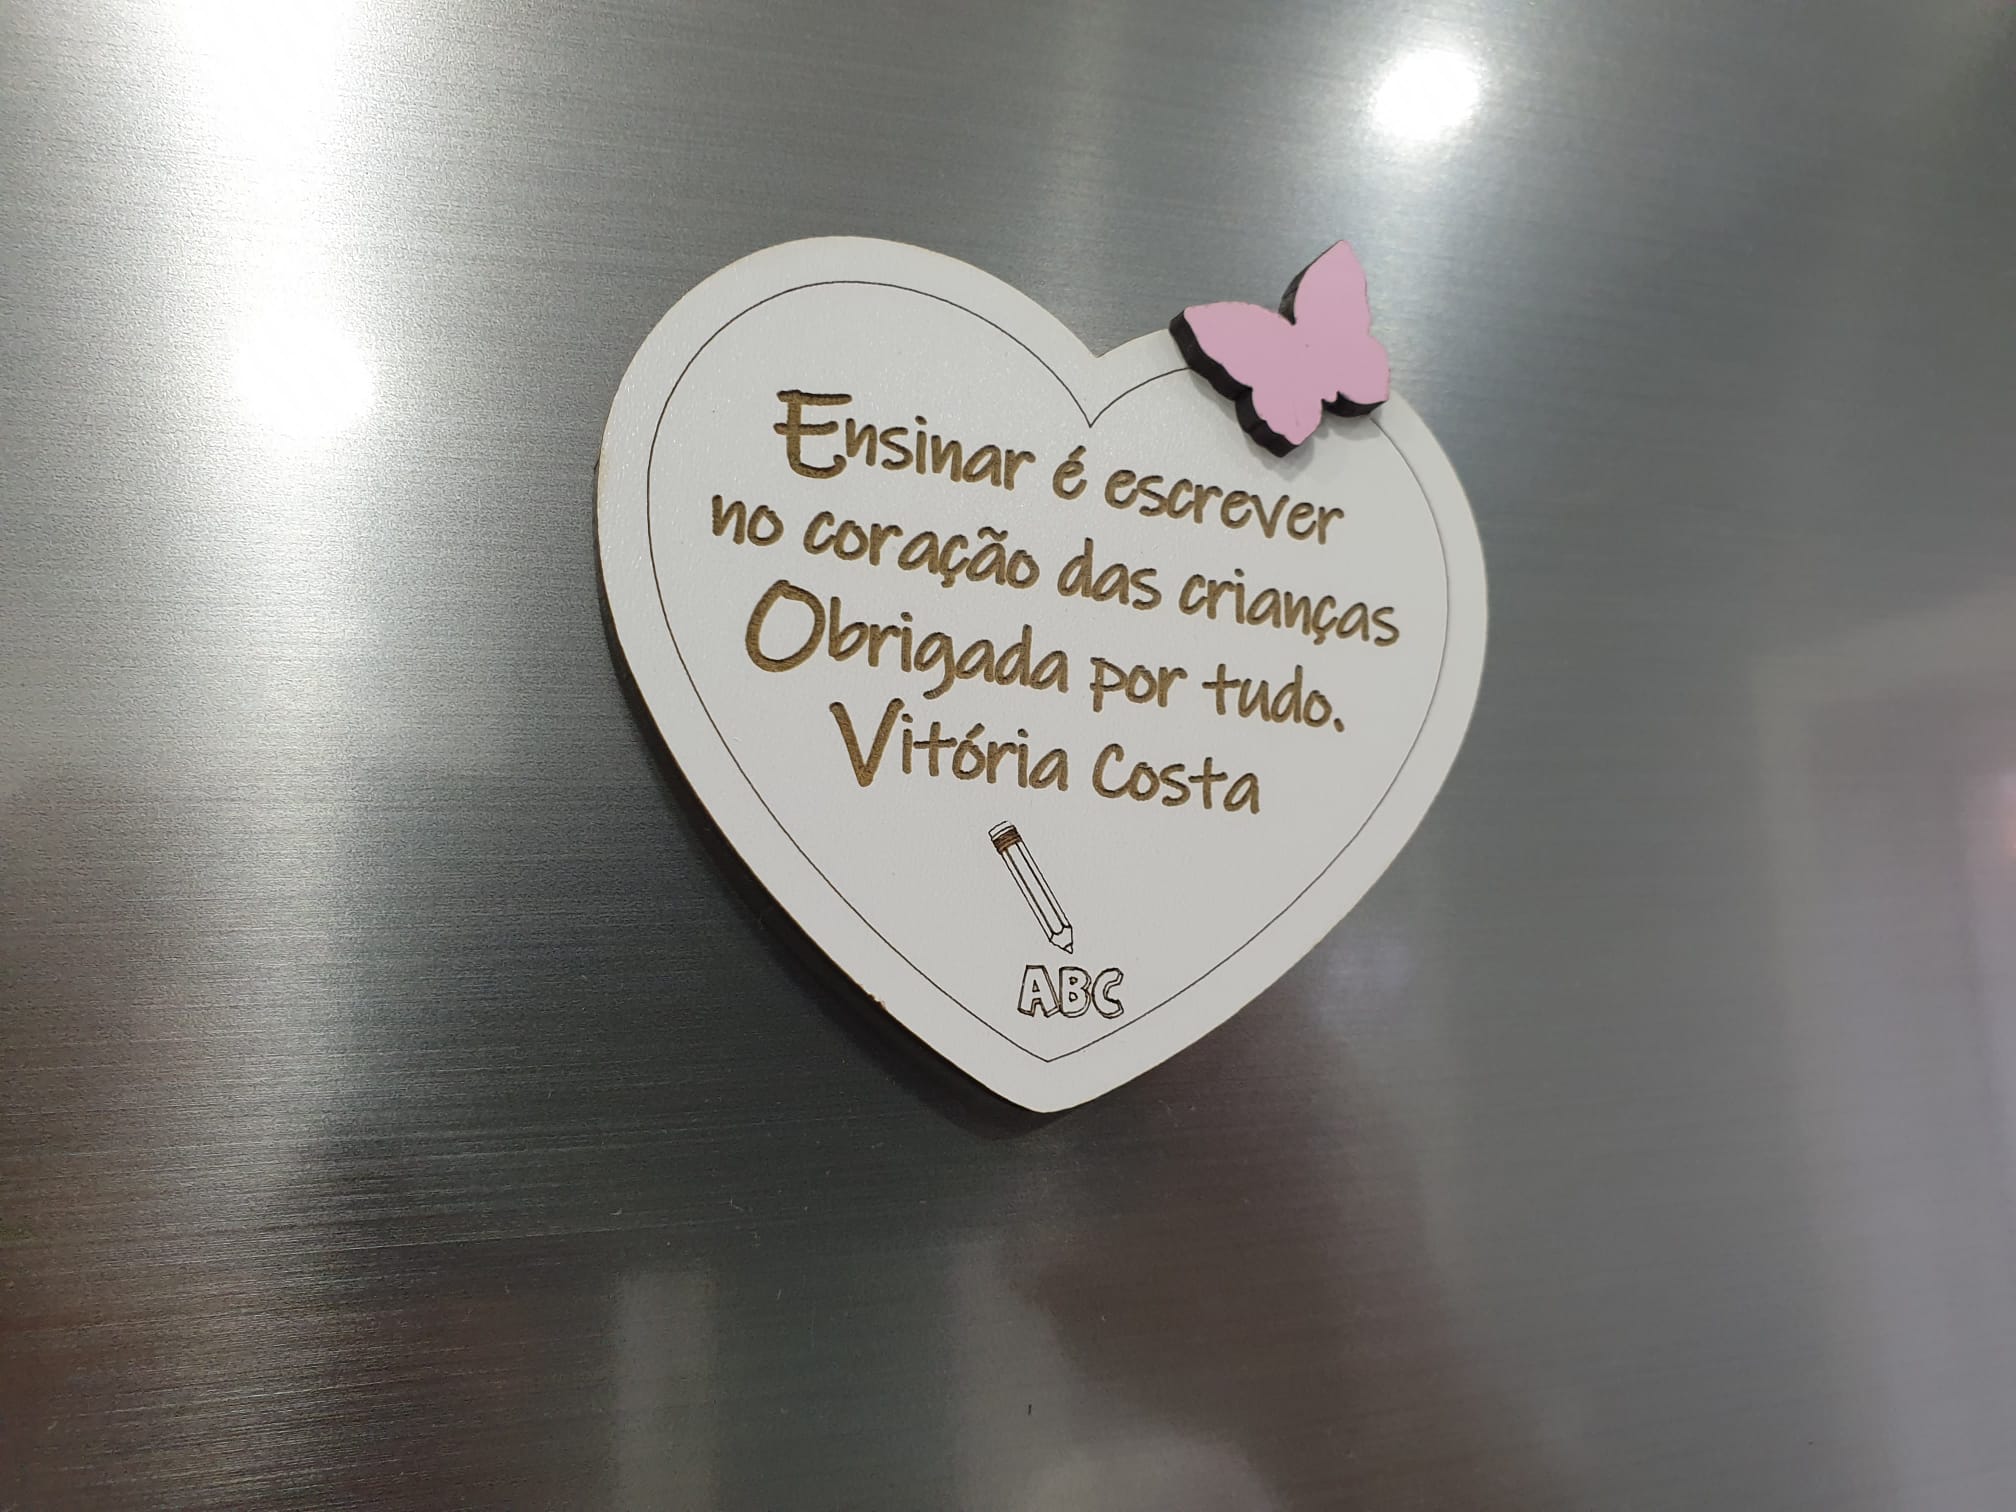 Ensinar é escrever
no coração das crianças
Obrigada por tudo.
Vitória Costa
ABC